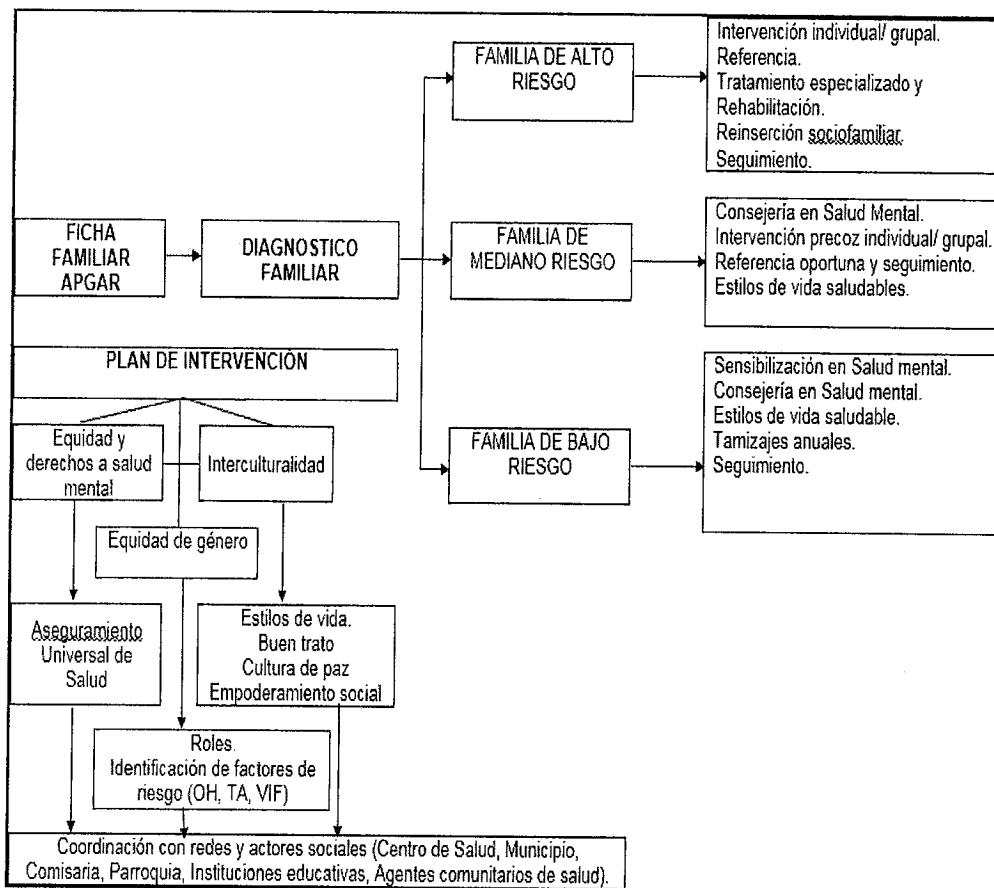 FAMILIA DE ALTO
RIESGO
Intervención individual/ grupal.
Referencia.
Tratamiento especializado y
Rehabilitación.
Reinserción sociofamiliar.
Seguimiento.
FICHA
FAMILIAR
APGAR
DIAGNOSTICO
FAMILIAR
FAMILIA DE
MEDIANO RIESGO
Consejería en Salud Mental.
Intervención precoz individual/ grupal.
Referencia oportuna y seguimiento.
Estilos de vida saludables.
PLAN DE INTERVENCIÓN
Equidad y
derechos a salud
mental
Interculturalidad
FAMILIA DE BAJO
RIESGO
Sensibilización en Salud mental.
Consejería en Salud mental.
Estilos de vida saludable.
Tamizajes anuales.
Seguimiento.
Equidad de género
Aseguramiento
Universal de
Salud
Estilos de vida.
Buen trato
Cultura de paz
Empoderamiento social
Roles.
Identificación de factores de
riesgo (OH, TA, VIF)
Coordinación con redes y actores sociales (Centro de Salud, Municipio,
Comisaria, Parroquia, Instituciones educativas, Agentes comunitarios de salud).